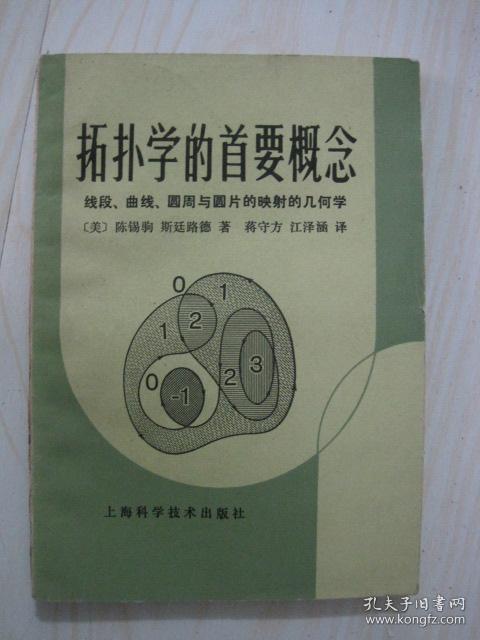 拓扑学的首要概念
线段、曲线、圆周与圆片的映射的几何学
〔美〕陈锡驹 斯廷路德 著 蒋守方 江泽涵 译
0 1
1 2
0 2 3
-1
上海科学技术出版社
孔夫子旧书网
www.kongfz.com